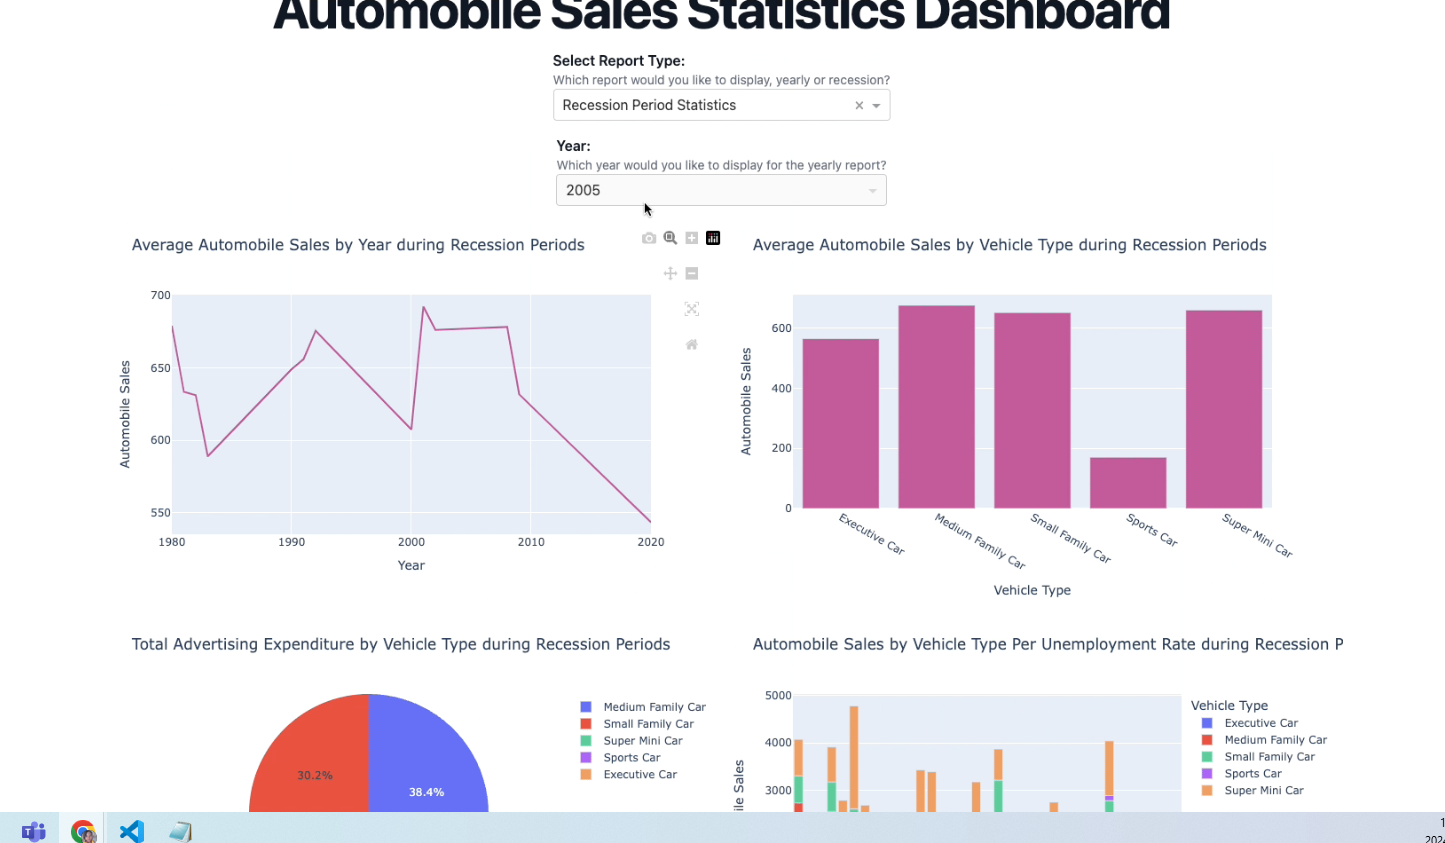 Automobile Sales Statistics Dashboard
Select Report Type:
Which report would you like to display, yearly or recession?
Recession Period Statistics
Year:
Which year would you like to display for the yearly report?
2005
Average Automobile Sales by Year during Recession Periods
700
650
600
550
Automobile Sales
1980 1990 2000 2010 2020
Year
Average Automobile Sales by Vehicle Type during Recession Periods
600
400
200
0
Automobile Sales
Executive Car
Medium Family Car
Small Family Car
Sports Car
Super Mini Car
Vehicle Type
Total Advertising Expenditure by Vehicle Type during Recession Periods
30.2%
38.4%
Medium Family Car
Small Family Car
Super Mini Car
Sports Car
Executive Car
Automobile Sales by Vehicle Type Per Unemployment Rate during Recession P
5000
4000
3000
ile Sales
Vehicle Type
Executive Car
Medium Family Car
Small Family Car
Sports Car
Super Mini Car